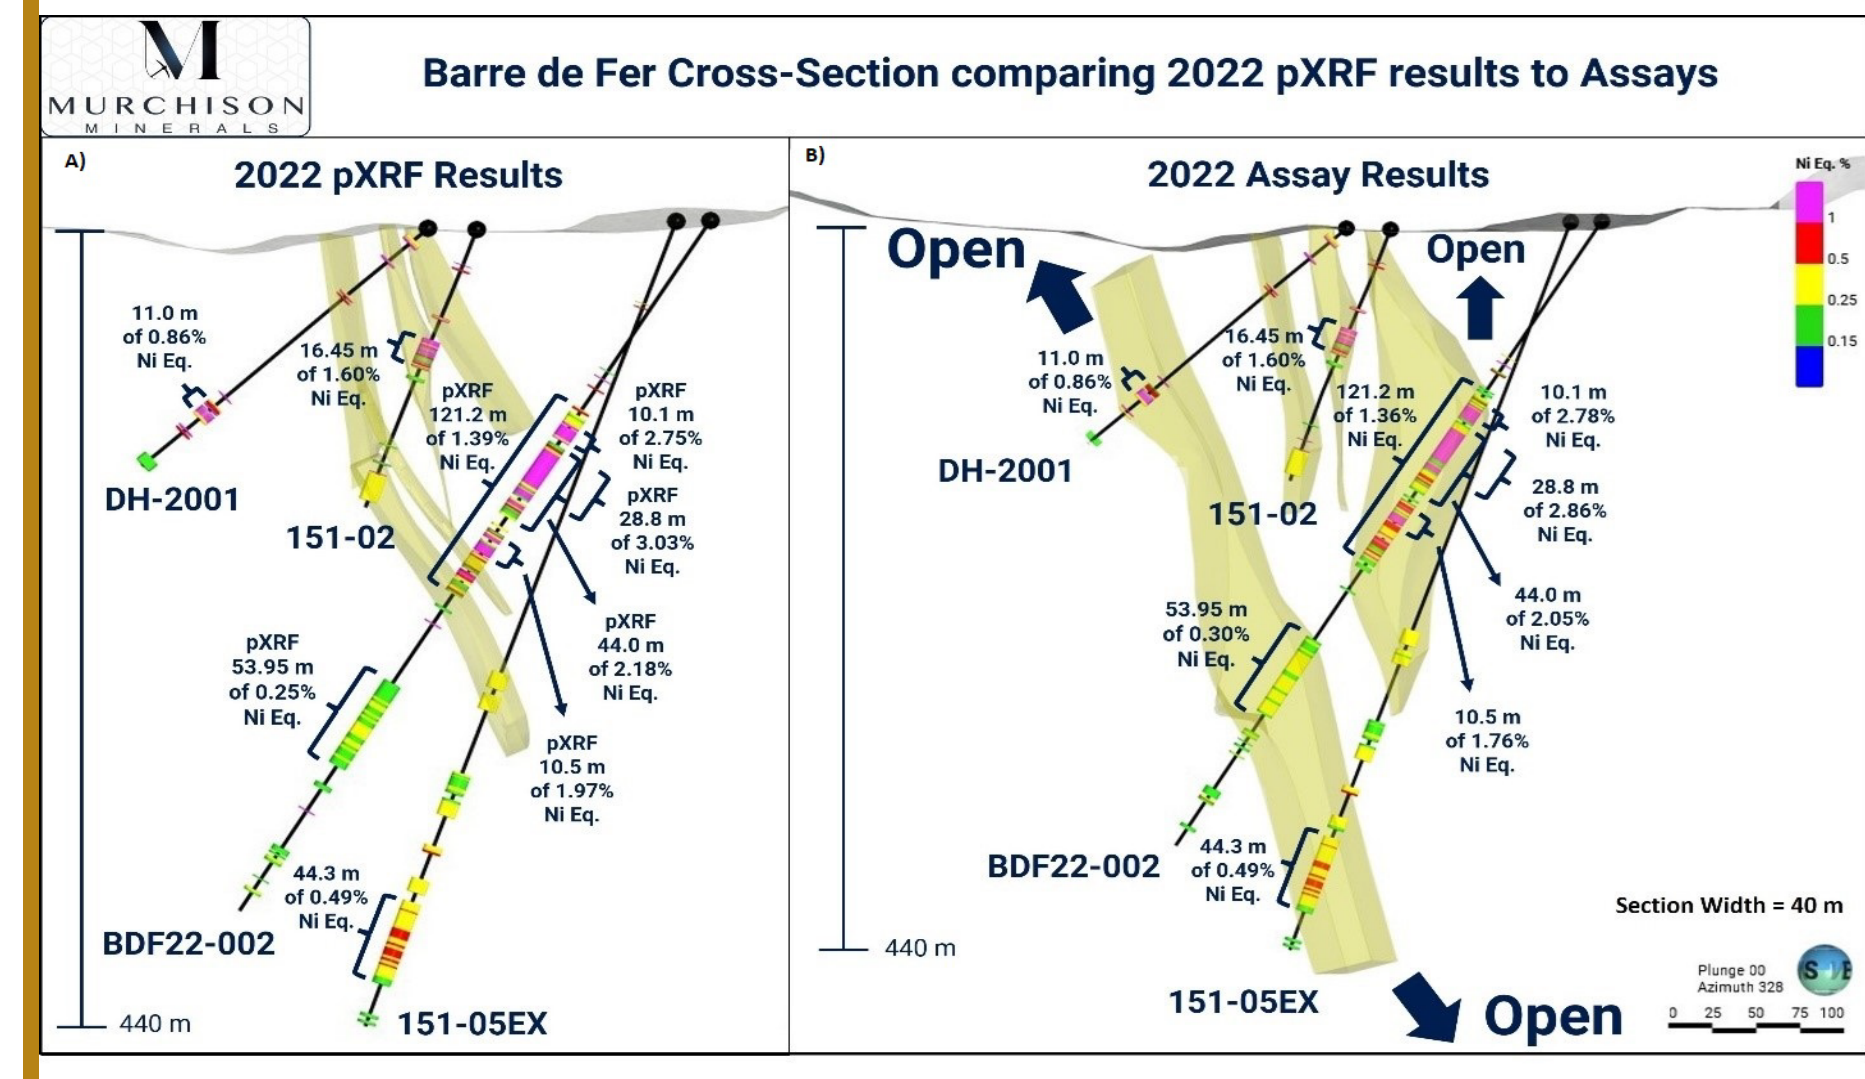 MURCHISON
MINERALS
Barre de Fer Cross-Section comparing 2022 pXRF results to Assays
A)
2022 pXRF Results
11.0 m
of 0.86%
Ni Eq.
16.45 m
of 1.60%
Ni Eq.
pXRF
121.2 m
of 1.39%
Ni Eq.
pXRF
10.1 m
of 2.75%
Ni Eq.
pXRF
28.8 m
of 3.03%
Ni Eq.
DH-2001
151-02
pXRF
44.0 m
of 2.18%
Ni Eq.
pXRF
53.95 m
of 0.25%
Ni Eq.
pXRF
10.5 m
of 1.97%
Ni Eq.
44.3 m
of 0.49%
Ni Eq.
BDF22-002
151-05EX
440 m
B)
2022 Assay Results
Open
Open
11.0 m
of 0.86%
Ni Eq.
16.45 m
of 1.60%
Ni Eq.
121.2 m
of 1.36%
Ni Eq.
10.1 m
of 2.78%
Ni Eq.
28.8 m
of 2.86%
Ni Eq.
DH-2001
151-02
44.0 m
of 2.05%
Ni Eq.
53.95 m
of 0.30%
Ni Eq.
10.5 m
of 1.76%
Ni Eq.
44.3 m
of 0.49%
Ni Eq.
BDF22-002
151-05EX
440 m
Open
Ni Eq. %
1
0.5
0.25
0.15
Section Width = 40 m
Plunge 00
Azimuth 328
S E
0 25 50 75 100